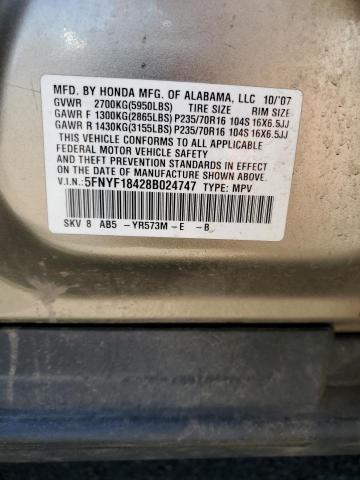 MFD. BY HONDA MFG. OF ALABAMA, LLC 10/'07
GVWR 2700KG(5950LBS) TIRE SIZE RIM SIZE
GAWR F 1300KG(2865LBS)P235/70R16 104S 16X6.5JJ
GAWR R 1430KG(3155LBS)P235/70R16 104S 16X6.5JJ
THIS VEHICLE CONFORMS TO ALL APPLICABLE
FEDERAL MOTOR VEHICLE SAFETY AND
THEFT PREVENTION STANDARDS IN EFFECT ON
THE DATE OF MANUFACTURE SHOWN ABOVE.
V.I.N.:5FNYF18428B024747 TYPE: MPV
SKV 8 AB5 -YR573M-E -B